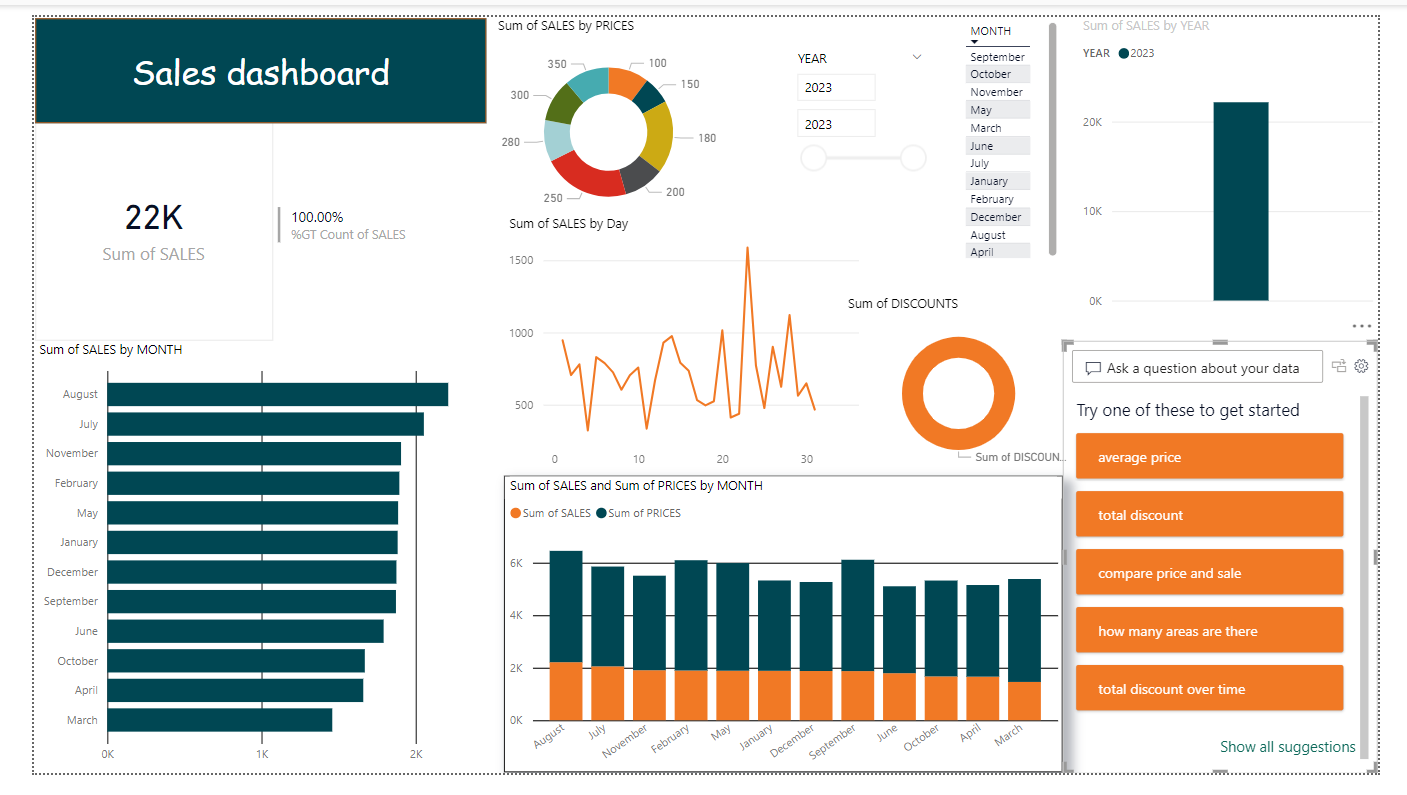 Sales dashboard
22K
Sum of SALES
100.00%
%GT Count of SALES
Sum of SALES by MONTH
August
July
November
February
May
January
December
September
June
October
April
March
0K 1K 2K
Sum of SALES by PRICES
350
100
150
300
180
280
200
250
YEAR
2023
2023
MONTH
September
October
November
May
March
June
July
January
February
December
August
April
Sum of SALES by YEAR
YEAR 2023
20K
10K
0K
Sum of SALES by Day
1500
1000
500
0 10 20 30
Sum of DISCOUNTS
Sum of DISCOUN...
Sum of SALES and Sum of PRICES by MONTH
Sum of SALES Sum of PRICES
6K
4K
2K
0K
August July November February May January December September June October April March
Ask a question about your data
Try one of these to get started
average price
total discount
compare price and sale
how many areas are there
total discount over time
Show all suggestions